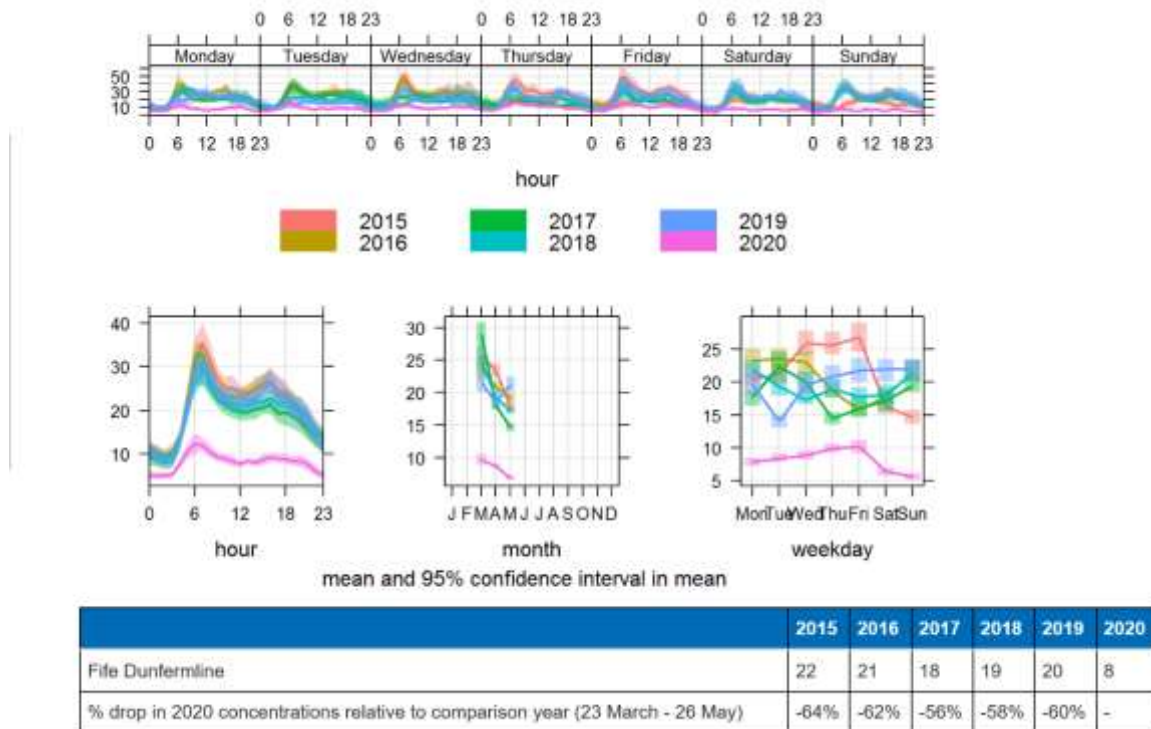 0 6 12 18 23 0 6 12 18 23 0 6 12 18 23
Monday Tuesday Wednesday Thursday Friday Saturday Sunday
50
30
10
0 6 12 18 23 0 6 12 18 23 0 6 12 18 23 0 6 12 18 23
hour
2015 2017 2019
2016 2018 2020
40
30
20
10
0 6 12 18 23
hour
30
25
20
15
10
J F M A M J J A S O N D
month
25
20
15
10
5
Mon Tue Wed Thu Fri Sat Sun
weekday
mean and 95% confidence interval in mean
2015 2016 2017 2018 2019 2020
Fife Dunfermline 22 21 18 19 20 8
% drop in 2020 concentrations relative to comparison year (23 March - 26 May) -64% -62% -56% -58% -60% -